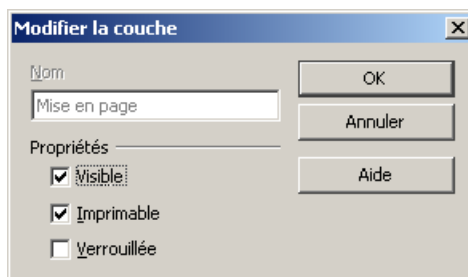 Modifier la couche
Nom
Mise en page
Propriétés
Visible
Imprimable
Verrouillée
OK
Annuler
Aide